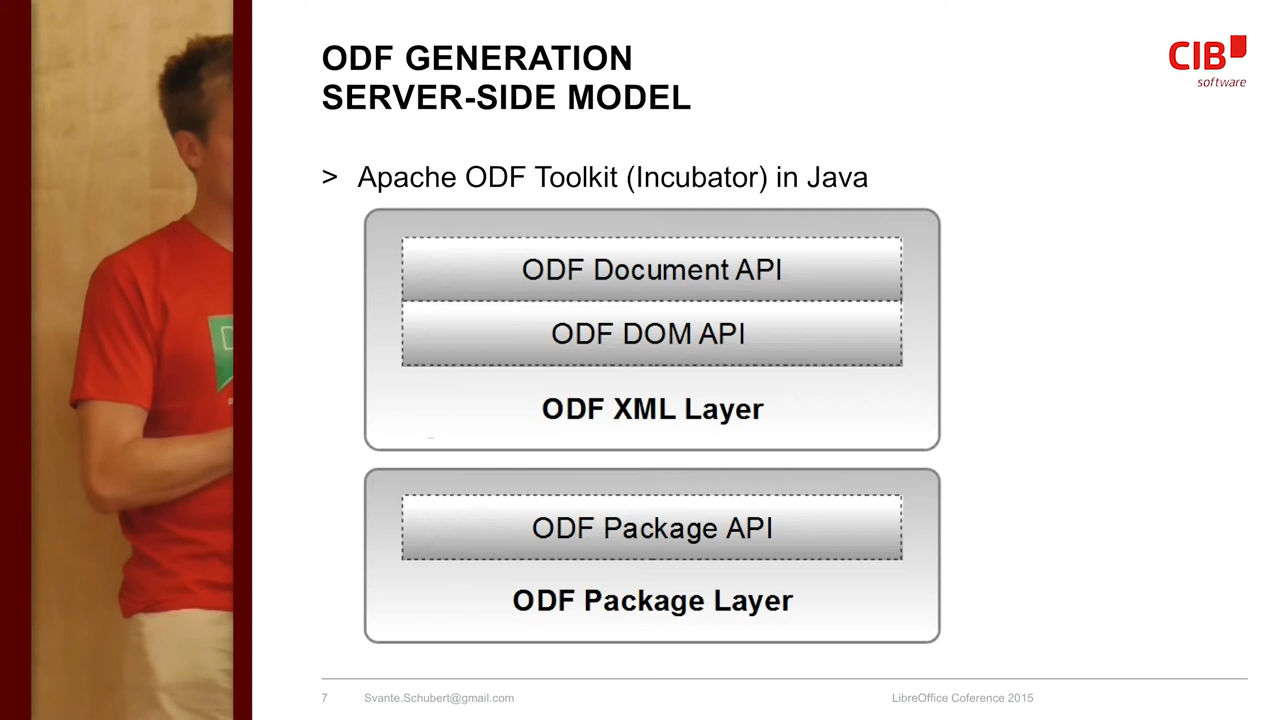 ODF GENERATION
SERVER-SIDE MODEL
CIB
software
> Apache ODF Toolkit (Incubator) in Java
ODF Document API
ODF DOM API
ODF XML Layer
ODF Package API
ODF Package Layer
7 Svante.Schubert@gmail.com LibreOffice Coference 2015